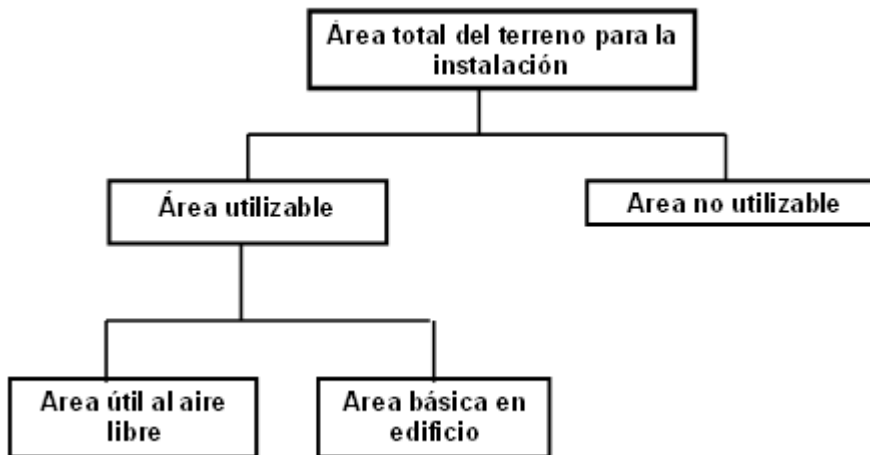 Área total del terreno para la
instalación
Área utilizable
Area no utilizable
Area útil al aire
libre
Area básica en
edificio